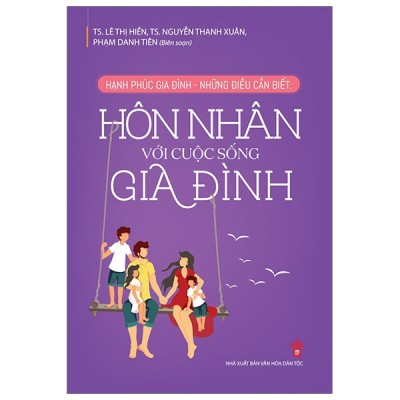 TS. LÊ THỊ HIỀN, TS. NGUYỄN THANH XUÂN,
PHẠM DANH TIÊN (Biên soạn)
HẠNH PHÚC GIA ĐÌNH - NHỮNG ĐIỀU CẦN BIẾT:
HÔN NHÂN
VỚI CUỘC SỐNG
GIA ĐÌNH
NHÀ XUẤT BẢN VĂN HÓA DÂN TỘC